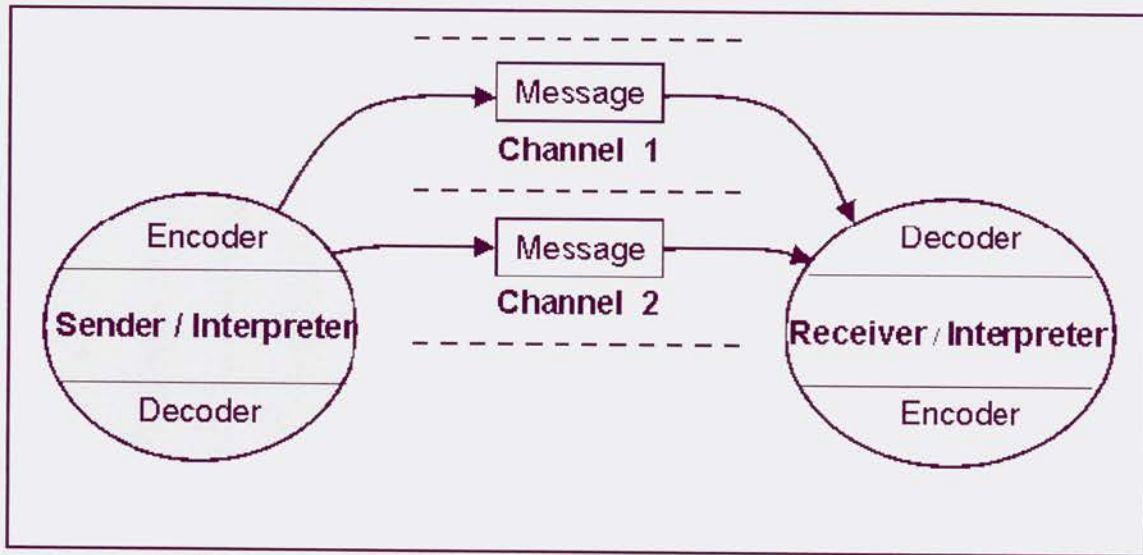 Message
Channel 1
Encoder
Sender / Interpreter
Decoder
Message
Channel 2
Decoder
Receiver / Interpreter
Encoder